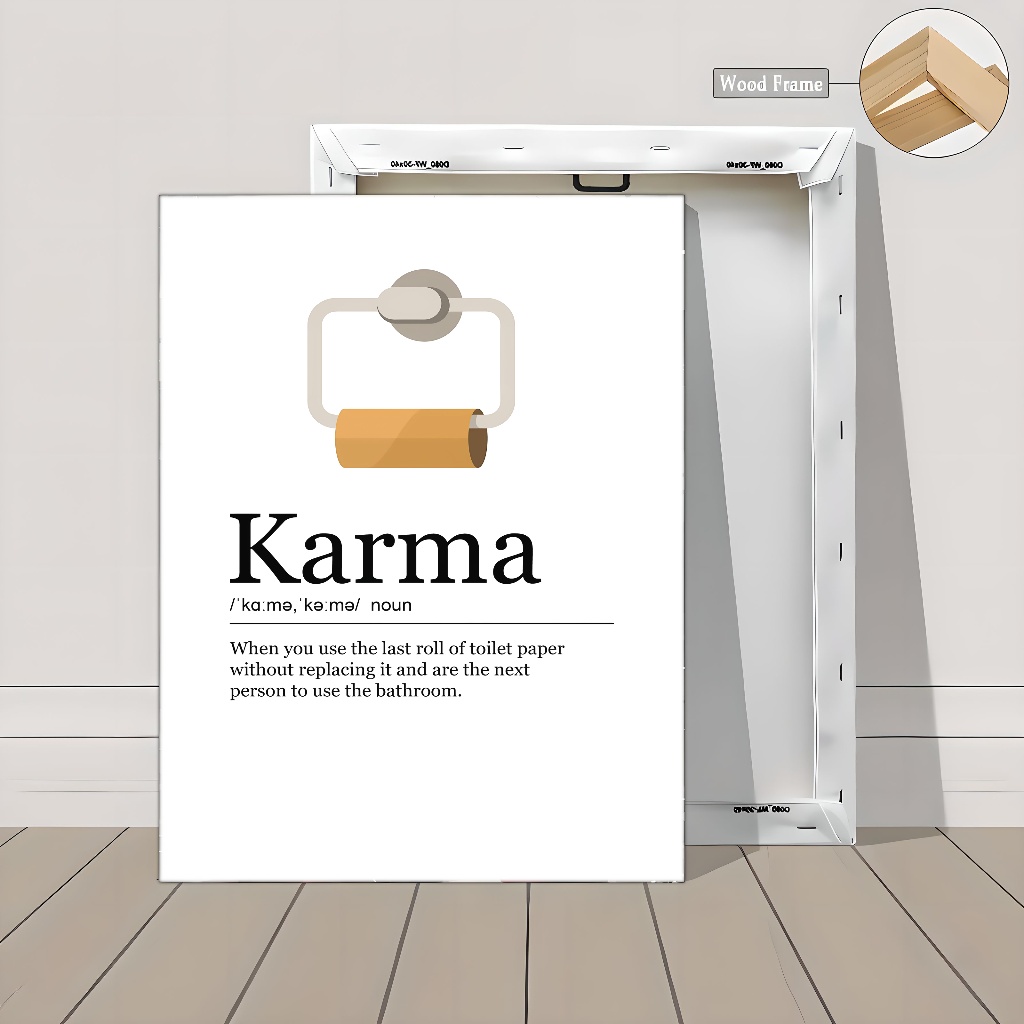 Wood Frame
Karma
/ˈkɑːmə,ˈkəːmə/ noun
When you use the last roll of toilet paper
without replacing it and are the next
person to use the bathroom.